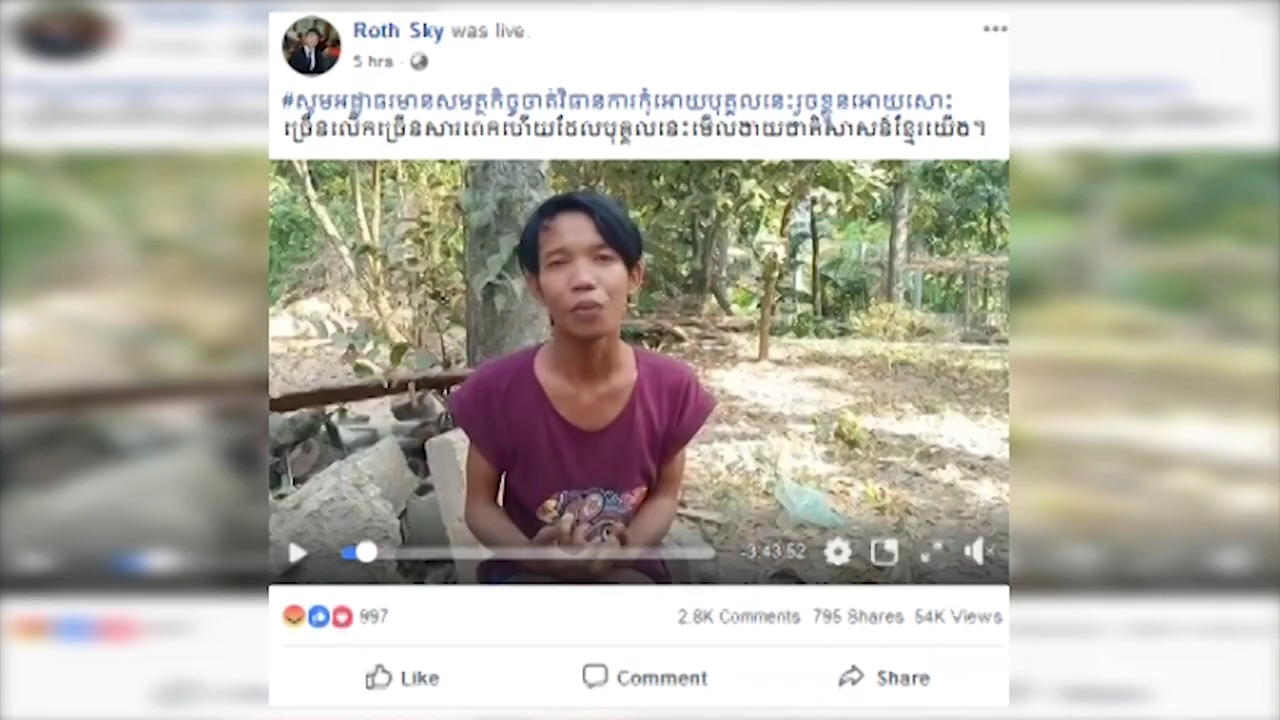 Roth Sky was live.
5 hrs ·
#សូមអជ្ញាធរមានសមត្ថកិច្ចចាត់វិធានការកុំអោយបុគ្គលនេះរួចខ្លួនអោយសោះ
ច្រើនលើកច្រើនសារពេកហើយដែលបុគ្គលនេះមើលងាយជាតិសាសន៍ខ្មែរយើង។
-3:43:52
997
2.8K Comments 795 Shares 54K Views
Like Comment Share